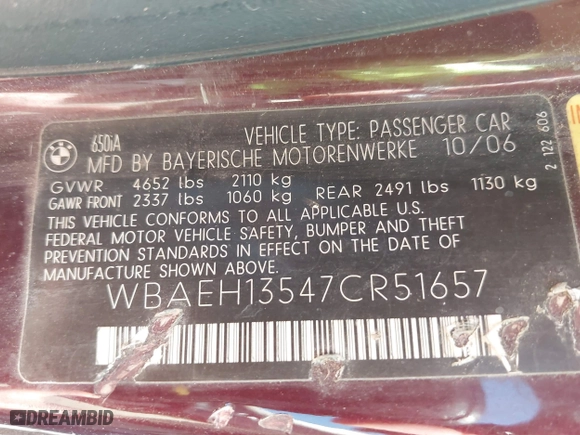 650iA VEHICLE TYPE: PASSENGER CAR
MFD BY BAYERISCHE MOTORENWERKE 10/06
GVWR 4652 lbs 2110 kg
GAWR FRONT 2337 lbs 1060 kg REAR 2491 lbs 1130 kg
THIS VEHICLE CONFORMS TO ALL APPLICABLE U.S.
FEDERAL MOTOR VEHICLE SAFETY, BUMPER AND THEFT
PREVENTION STANDARDS IN EFFECT ON THE DATE OF
MANUFACTURE SHOWN ABOVE.
WBAEH13547CR51657
2 122 606
DREAMBID